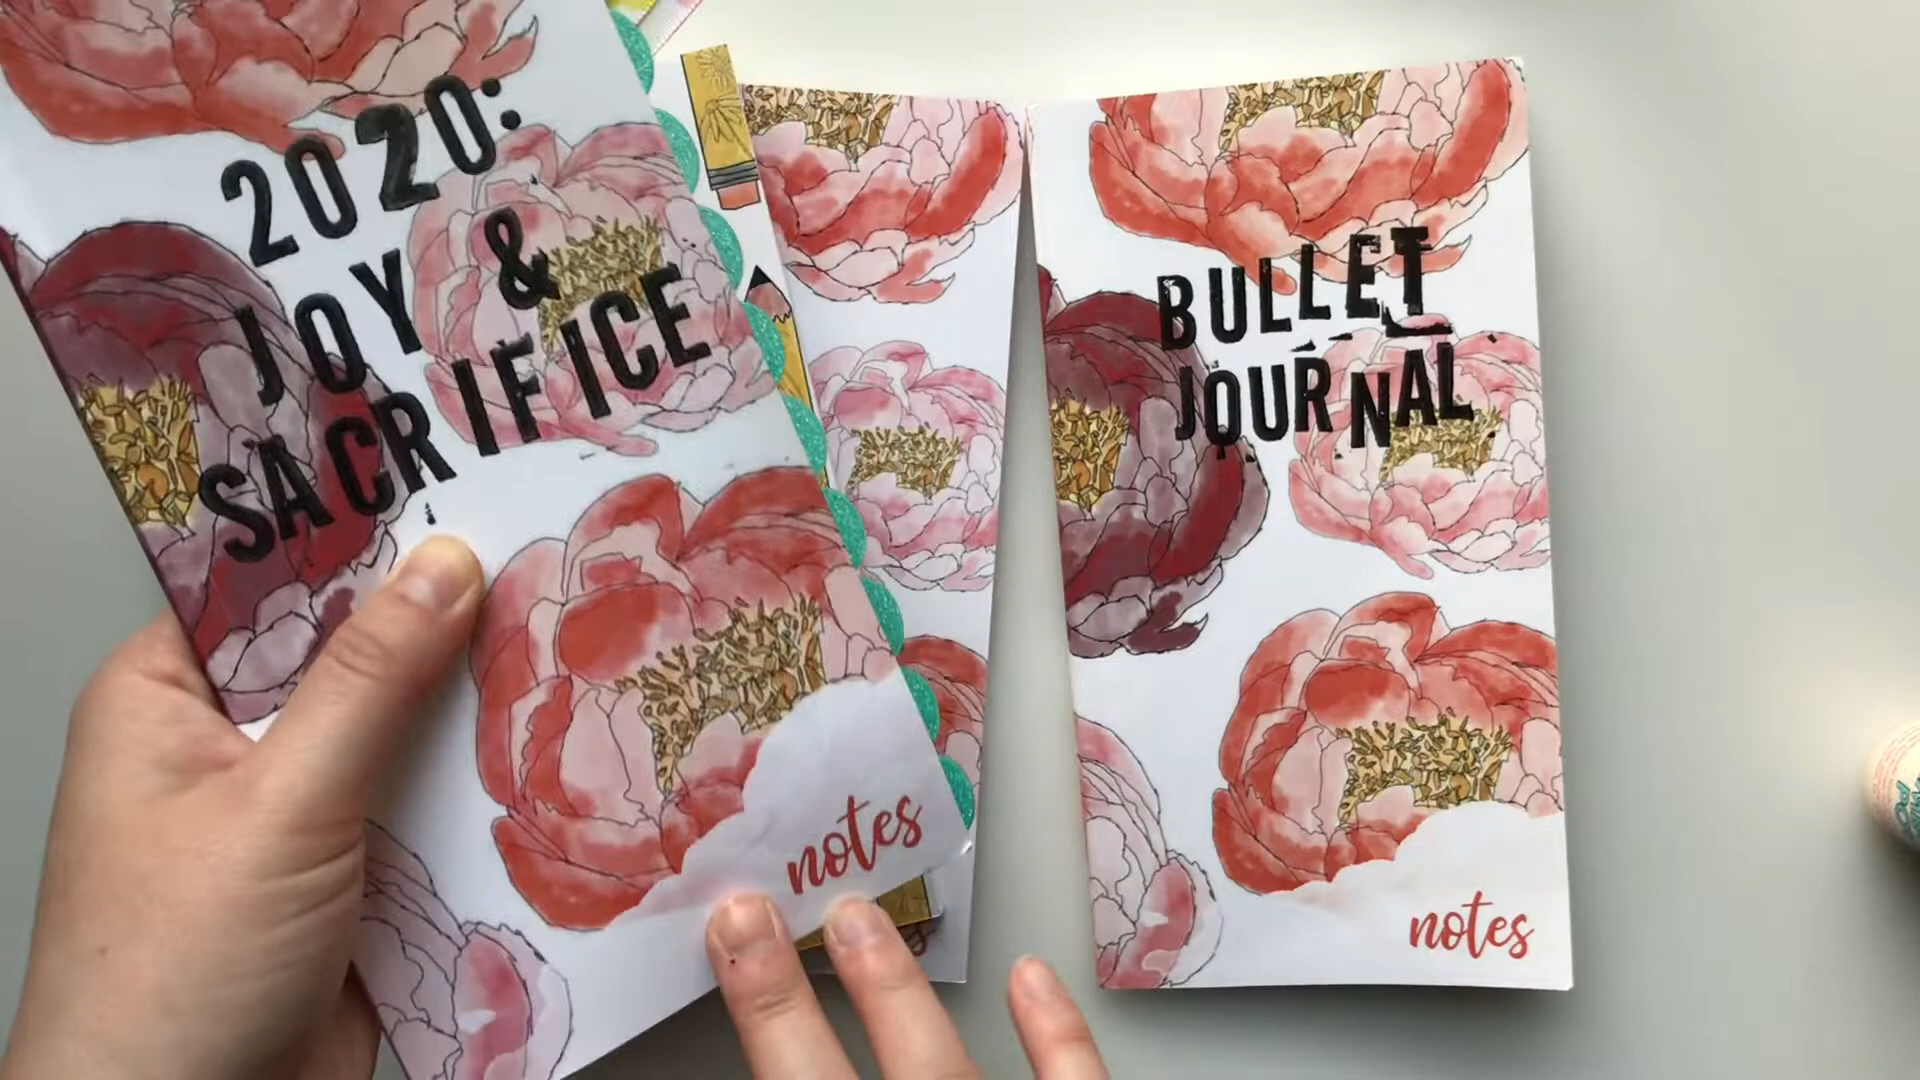 2020:
JOY &
SACRIFICE
notes
BULLET
JOURNAL
notes